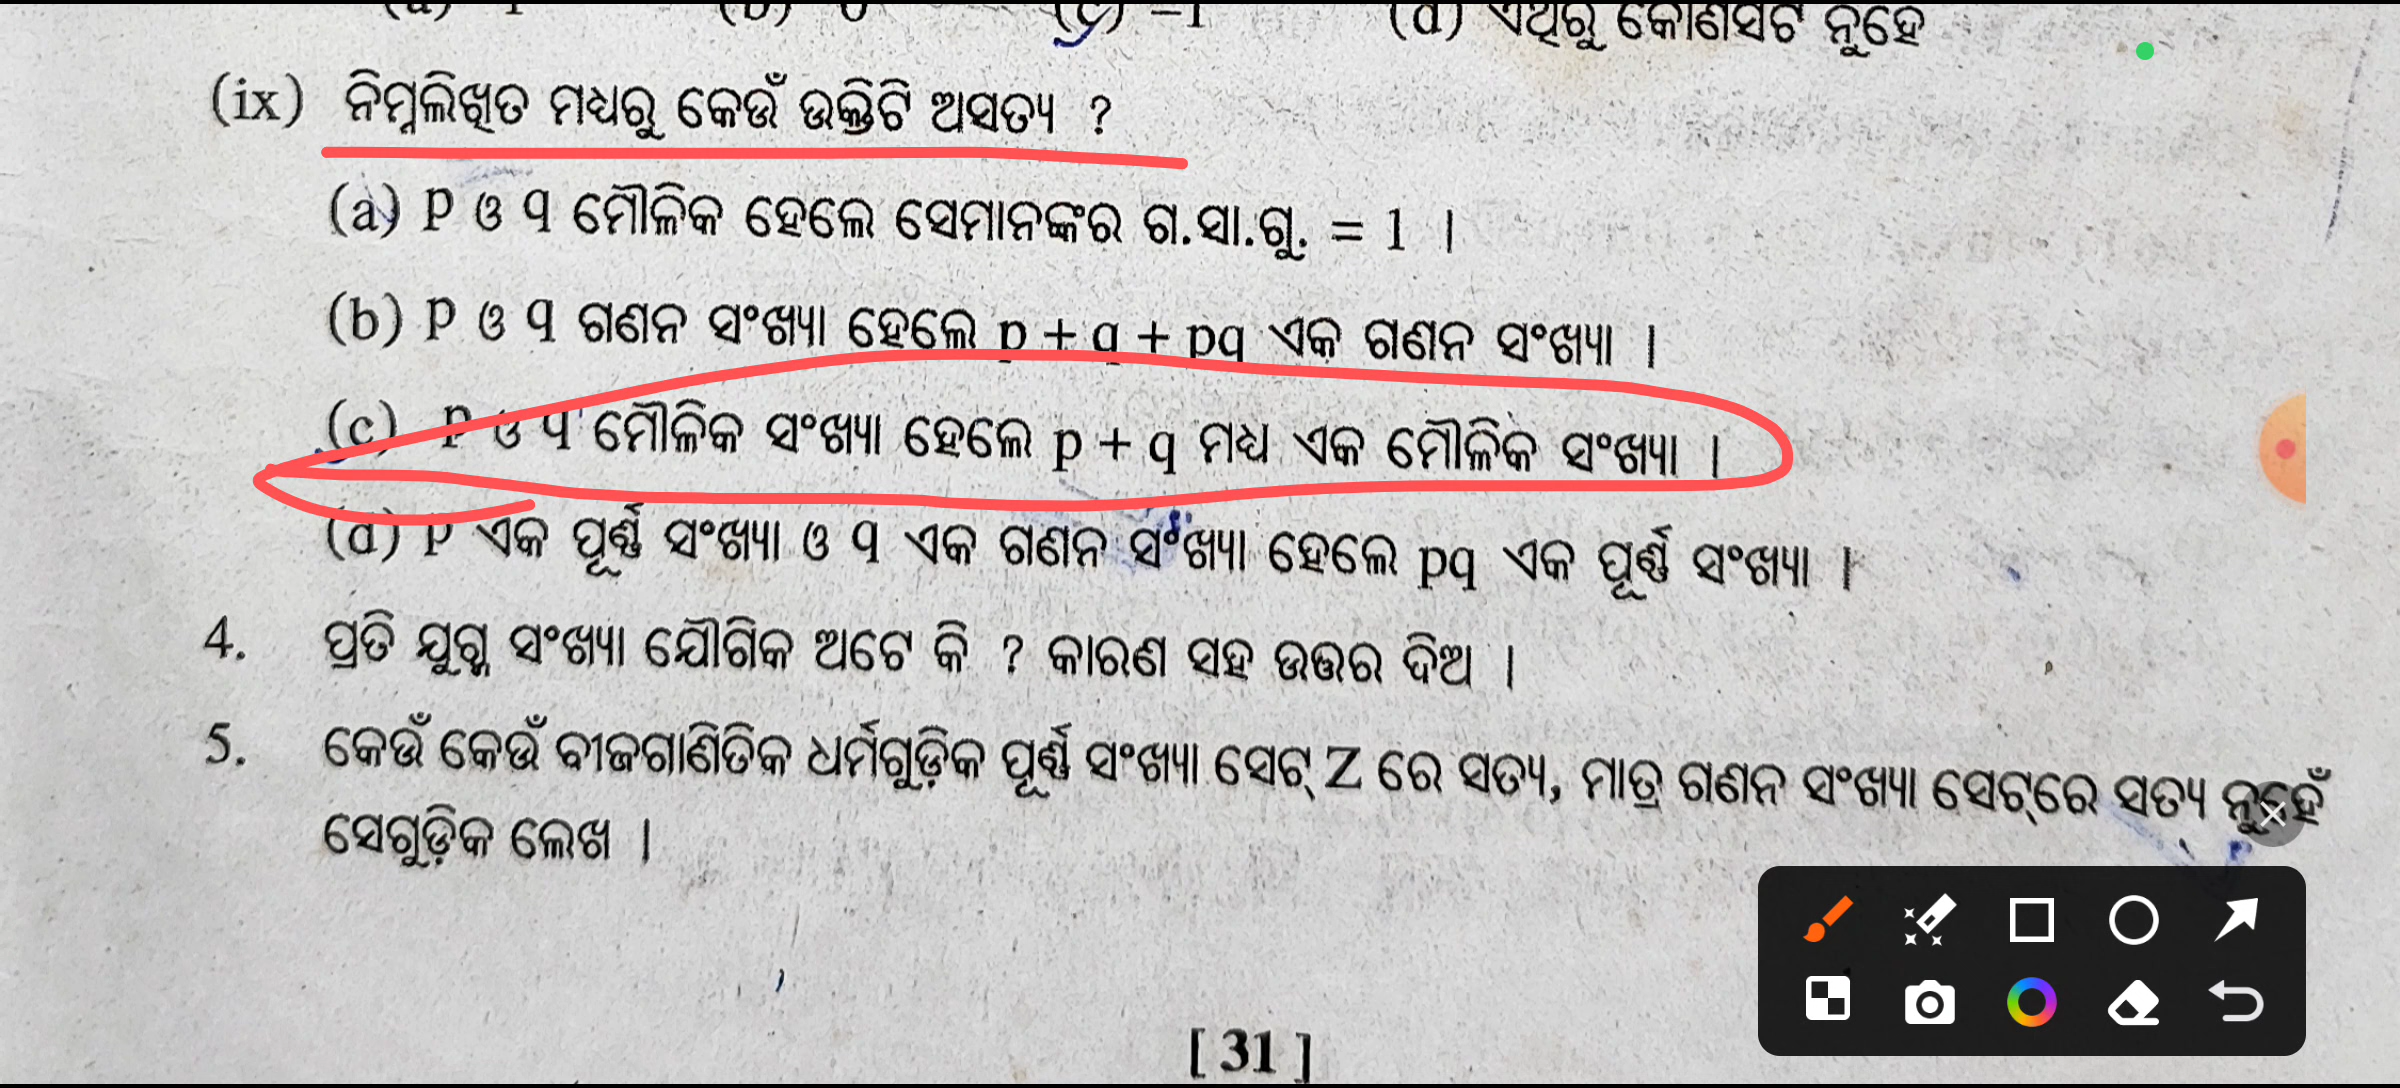 (ix) ନିମ୍ନଲିଖିତ ମଧ୍ୟରୁ କେଉଁ ଉକ୍ତିଟି ଅସତ୍ୟ ?
(a) p ଓ q ମୌଳିକ ହେଲେ ସେମାନଙ୍କର ଗ.ସା.ଗୁ. = 1 ।
(b) p ଓ q ଗଣନ ସଂଖ୍ୟା ହେଲେ p + q + pq ଏକ ଗଣନ ସଂଖ୍ୟା ।
(c) p ଓ q ମୌଳିକ ସଂଖ୍ୟା ହେଲେ p + q ମଧ୍ୟ ଏକ ମୌଳିକ ସଂଖ୍ୟା ।
(d) p ଏକ ପୂର୍ଣ୍ଣ ସଂଖ୍ୟା ଓ q ଏକ ଗଣନ ସଂଖ୍ୟା ହେଲେ pq ଏକ ପୂର୍ଣ୍ଣ ସଂଖ୍ୟା ।
4. ପ୍ରତି ଯୁଗ୍ମ ସଂଖ୍ୟା ଯୌଗିକ ଅଟେ କି ? କାରଣ ସହ ଉତ୍ତର ଦିଅ ।
5. କେଉଁ କେଉଁ ବୀଜଗାଣିତିକ ଧର୍ମଗୁଡ଼ିକ ପୂର୍ଣ୍ଣ ସଂଖ୍ୟା ସେଟ୍ Z ରେ ସତ୍ୟ, ମାତ୍ର ଗଣନ ସଂଖ୍ୟା ସେଟ୍‌ରେ ସତ୍ୟ ନୁହେଁ
ସେଗୁଡ଼ିକ ଲେଖ ।
[ 31 ]